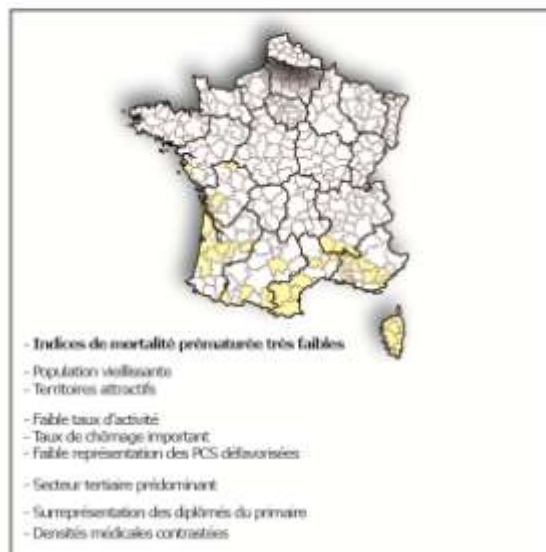 - Indices de mortalité prématurée très faibles
- Population vieillissante
- Territoires attractifs
- Faible taux d'activité
- Taux de chômage important
- Faible représentation des PCS défavorisées
- Secteur tertiaire prédominant
- Surreprésentation des diplômés du primaire
- Densités médicales contrastées